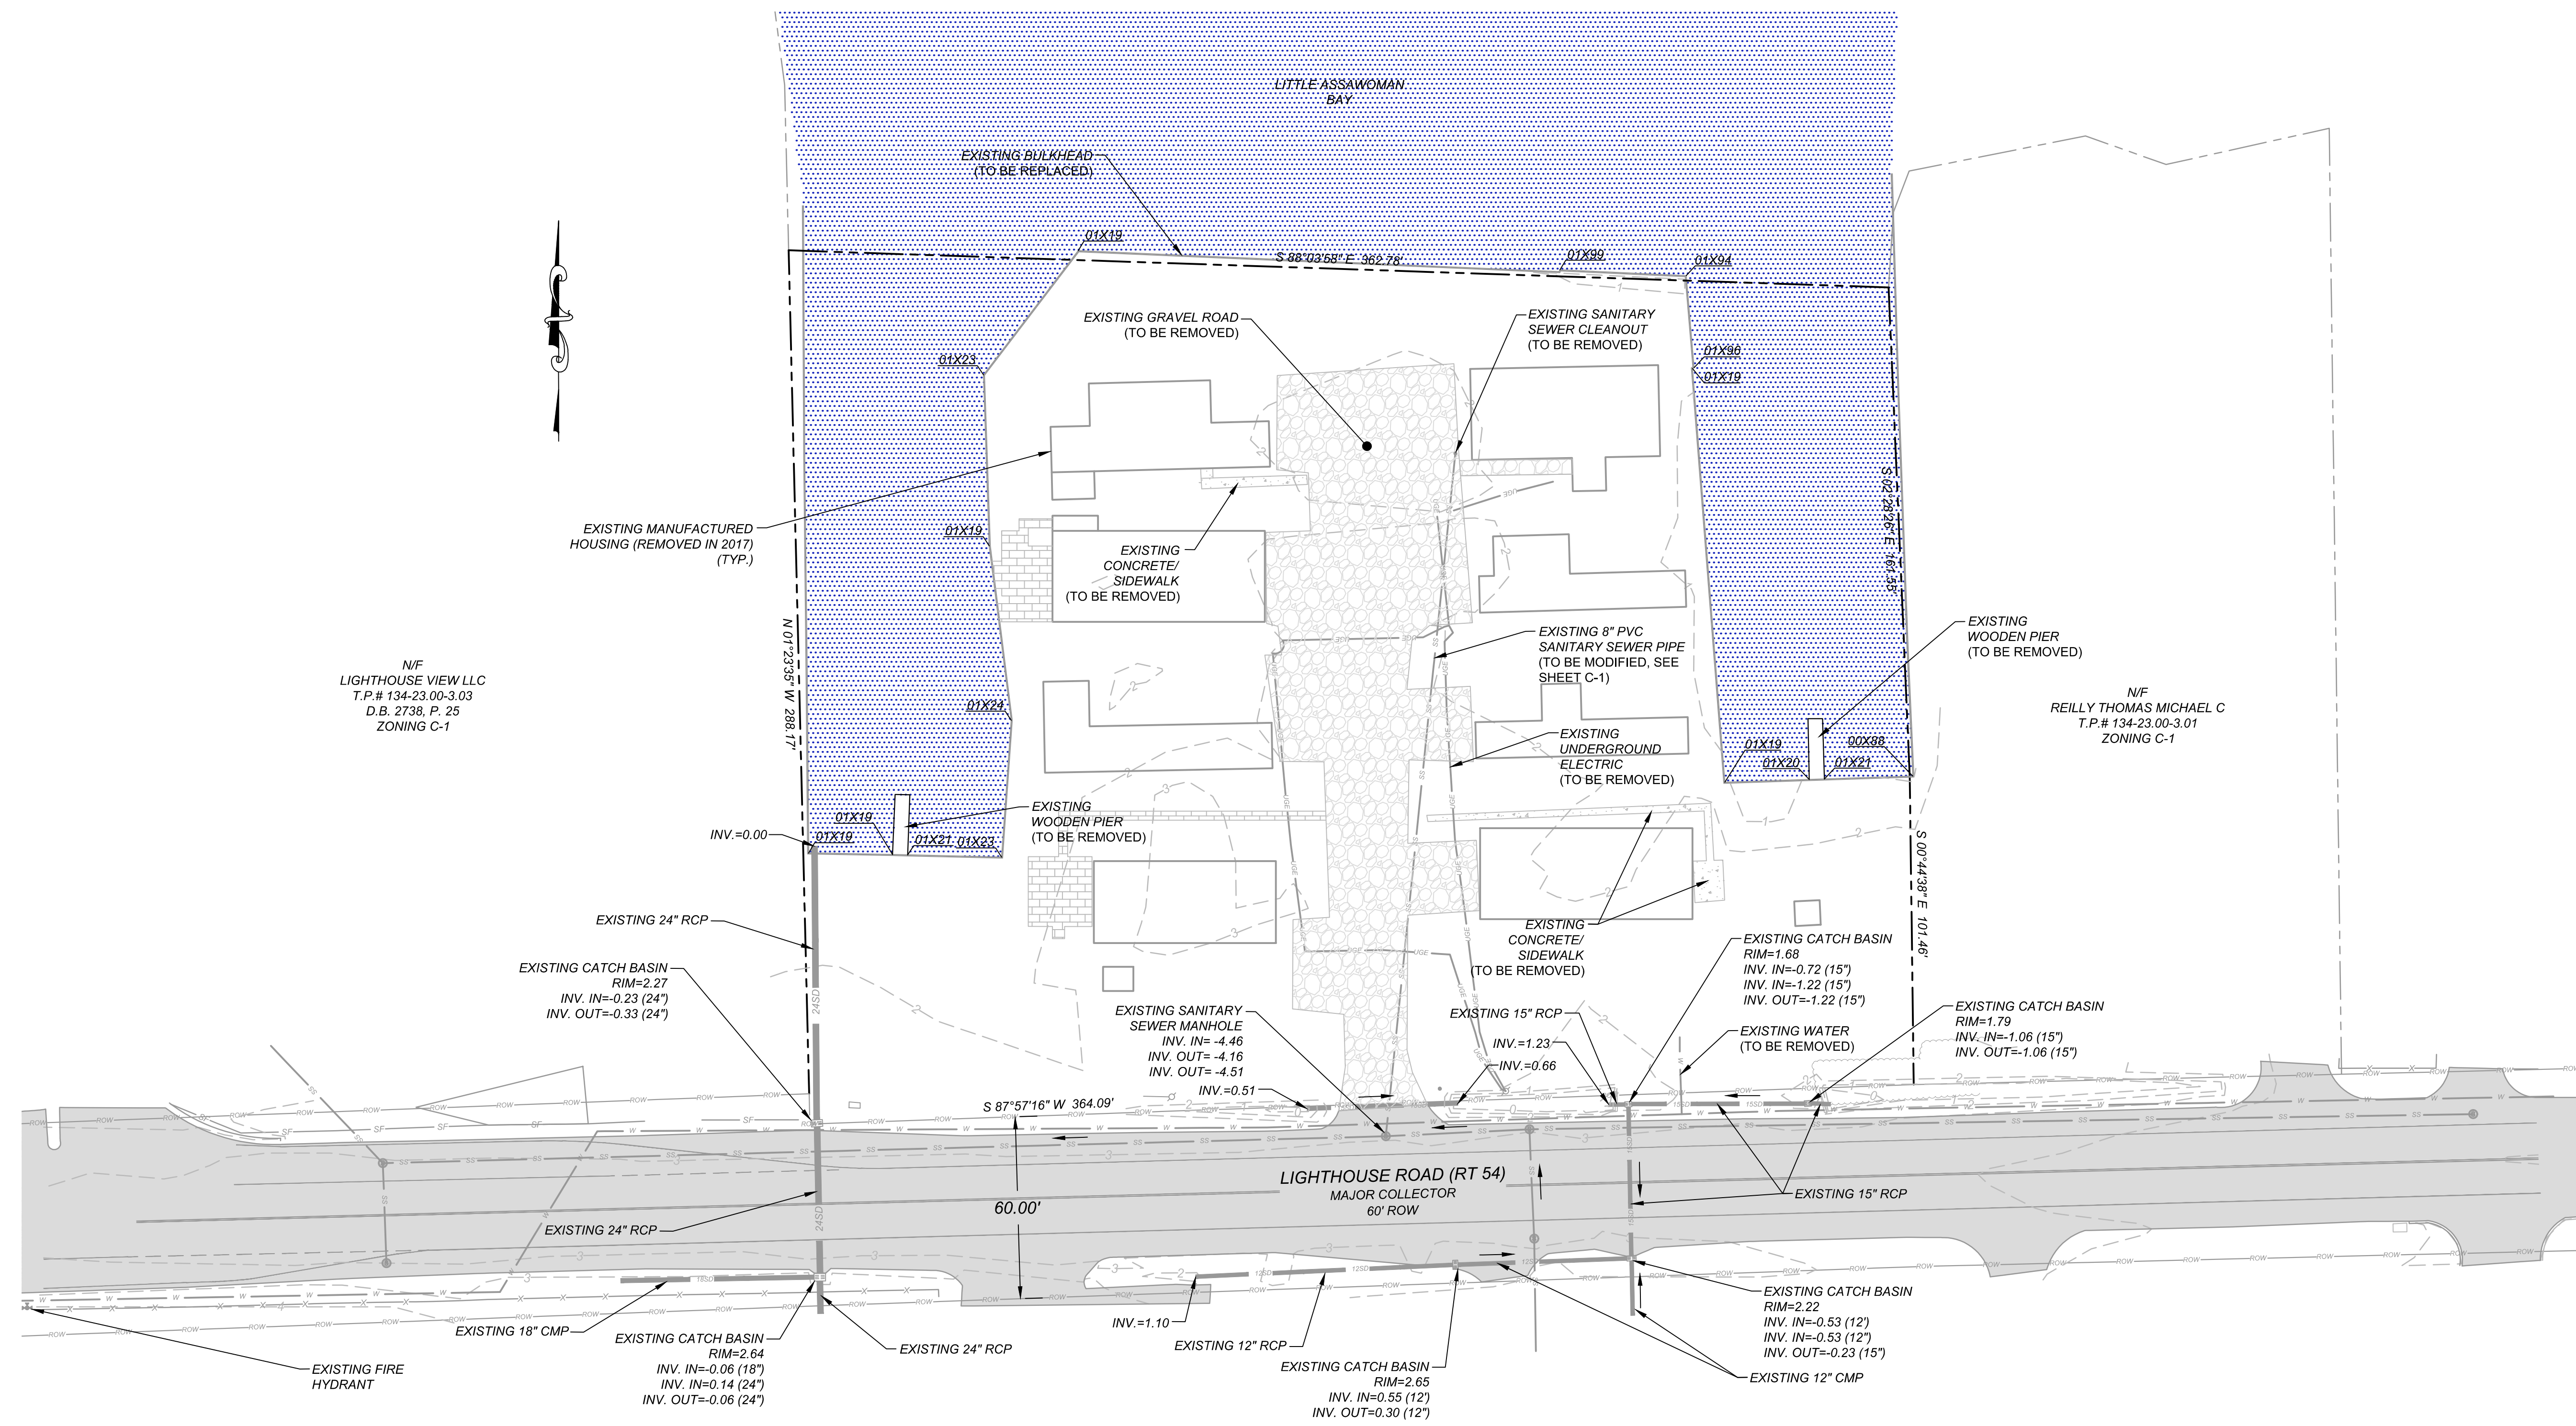 LITTLE ASSAWOMAN
BAY
EXISTING BULKHEAD
(TO BE REPLACED)
01X19
S 88°03'58" E  362.78'
01X99
01X94
1
EXISTING GRAVEL ROAD
(TO BE REMOVED)
EXISTING SANITARY
SEWER CLEANOUT
(TO BE REMOVED)
01X23
01X96
01X19
EXISTING MANUFACTURED
HOUSING (REMOVED IN 2017)
(TYP.)
01X19
EXISTING
CONCRETE/
SIDEWALK
(TO BE REMOVED)
S 02°28'26" E  161.55'
N 01°23'35" W  288.17'
EXISTING 8" PVC
SANITARY SEWER PIPE
(TO BE MODIFIED, SEE
SHEET C-1)
EXISTING
WOODEN PIER
(TO BE REMOVED)
N/F
LIGHTHOUSE VIEW LLC
T.P.# 134-23.00-3.03
D.B. 2738, P. 25
ZONING C-1
N/F
REILLY THOMAS MICHAEL C
T.P.# 134-23.00-3.01
ZONING C-1
01X24
EXISTING
UNDERGROUND
ELECTRIC
(TO BE REMOVED)
01X19
00X88
01X20
01X21
EXISTING
WOODEN PIER
(TO BE REMOVED)
INV.=0.00
01X19
01X19
01X21
01X23
S 00°44'38" E  101.46'
EXISTING 24" RCP
EXISTING
CONCRETE/
SIDEWALK
(TO BE REMOVED)
EXISTING CATCH BASIN
RIM=2.27
INV. IN=-0.23 (24")
INV. OUT=-0.33 (24")
24SD
EXISTING SANITARY
SEWER MANHOLE
INV. IN= -4.46
INV. OUT= -4.16
INV. OUT= -4.51
INV.=0.51
EXISTING 15" RCP
INV.=1.23
INV.=0.66
EXISTING CATCH BASIN
RIM=1.68
INV. IN=-0.72 (15")
INV. IN=-1.22 (15")
INV. OUT=-1.22 (15")
EXISTING WATER
(TO BE REMOVED)
EXISTING CATCH BASIN
RIM=1.79
INV. IN=-1.06 (15")
INV. OUT=-1.06 (15")
S 87°57'16" W  364.09'
LIGHTHOUSE ROAD (RT 54)
MAJOR COLLECTOR
60' ROW
60.00'
EXISTING 15" RCP
EXISTING 24" RCP
24SD
18SD
12SD
12SD
EXISTING 18" CMP
EXISTING FIRE
HYDRANT
EXISTING CATCH BASIN
RIM=2.64
INV. IN=-0.06 (18")
INV. IN=0.14 (24")
INV. OUT=-0.06 (24")
EXISTING 24" RCP
INV.=1.10
EXISTING 12" RCP
EXISTING CATCH BASIN
RIM=2.65
INV. IN=0.55 (12')
INV. OUT=0.30 (12")
EXISTING CATCH BASIN
RIM=2.22
INV. IN=-0.53 (12')
INV. IN=-0.53 (12")
INV. OUT=-0.23 (15")
EXISTING 12" CMP